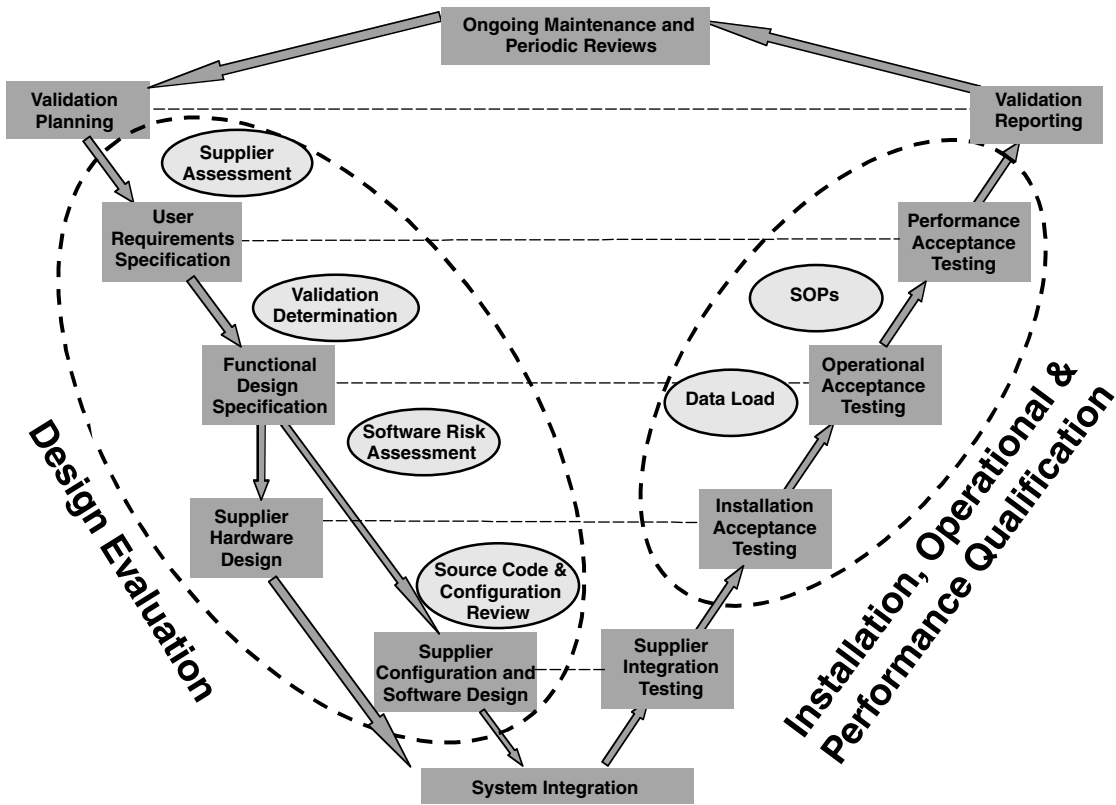 Ongoing Maintenance and
Periodic Reviews
Validation
Planning
Validation
Reporting
Supplier
Assessment
User
Requirements
Specification
Performance
Acceptance
Testing
Validation
Determination
SOPs
Functional
Design
Specification
Operational
Acceptance
Testing
Data Load
Software Risk
Assessment
Supplier
Hardware
Design
Installation
Acceptance
Testing
Source Code &
Configuration
Review
Supplier
Configuration and
Software Design
Supplier
Integration
Testing
System Integration
Design Evaluation
Installation, Operational &
Performance Qualification